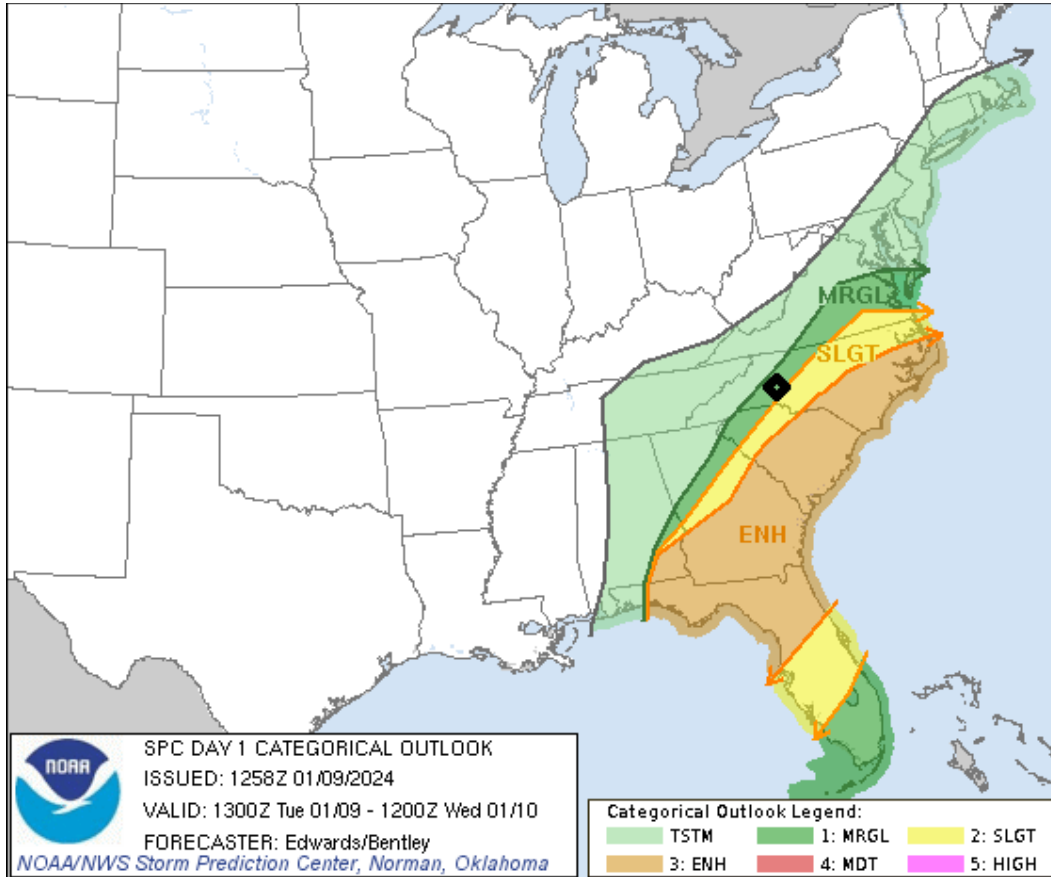 MRGL
SLGT
ENH
NOAA
SPC DAY 1 CATEGORICAL OUTLOOK
ISSUED: 1258Z 01/09/2024
VALID: 1300Z Tue 01/09 - 1200Z Wed 01/10
FORECASTER: Edwards/Bentley
NOAA/NWS Storm Prediction Center, Norman, Oklahoma
Categorical Outlook Legend:
TSTM 1: MRGL 2: SLGT
3: ENH 4: MDT 5: HIGH